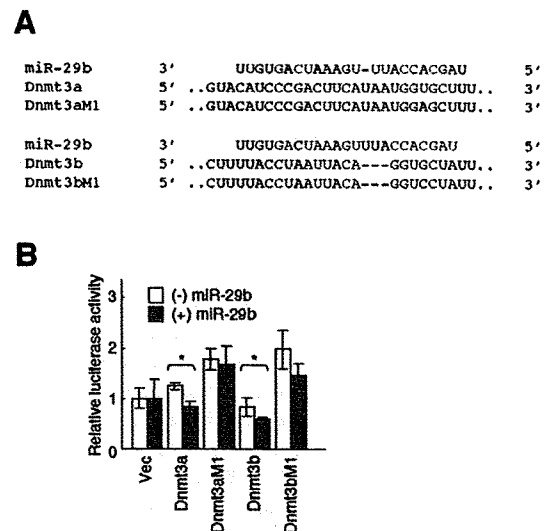 A
miR-29b 3' UUGUGACUAAAGU-UUACCACGAU 5'
Dnmt3a 5' ..GUACAUCCCGACUUCAUAAUGGUGCUUU.. 3'
Dnmt3aM1 5' ..GUACAUCCCGACUUCAUAAUGGAGCUUU.. 3'
miR-29b 3' UUGUGACUAAAGUUUACCACGAU 5'
Dnmt3b 5' ..CUUUUACCUAAUUACA---GGUGCUAUU.. 3'
Dnmt3bM1 5' ..CUUUUACCUAAUUACA---GGUCCUAUU.. 3'
B
(-) miR-29b
(+) miR-29b
Relative luciferase activity
3
2
1
0
* *
Vec
Dnmt3a
Dnmt3aM1
Dnmt3b
Dnmt3bM1